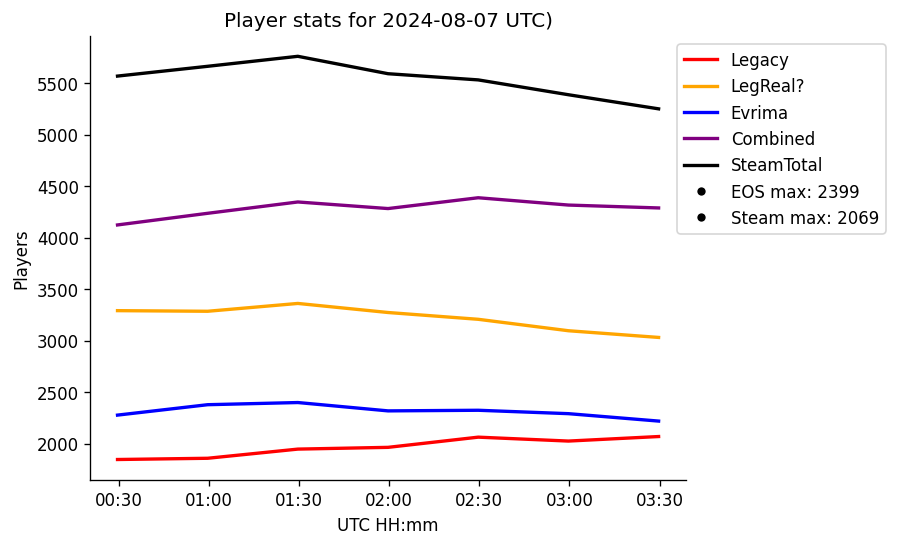 Player stats for 2024-08-07 UTC)
Legacy
LegReal?
Evrima
Combined
SteamTotal
EOS max: 2399
Steam max: 2069
Players
5500
5000
4500
4000
3500
3000
2500
2000
00:30 01:00 01:30 02:00 02:30 03:00 03:30
UTC HH:mm